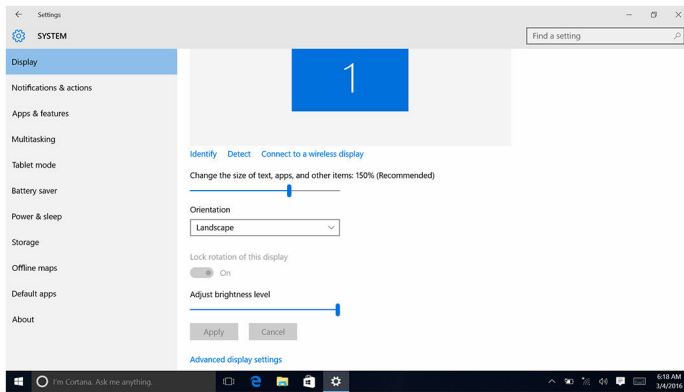 Settings
SYSTEM
Find a setting
Display
Notifications & actions
Apps & features
Multitasking
Tablet mode
Battery saver
Power & sleep
Storage
Offline maps
Default apps
About
1
Identify Detect Connect to a wireless display
Change the size of text, apps, and other items: 150% (Recommended)
Orientation
Landscape
Lock rotation of this display
On
Adjust brightness level
Apply Cancel
Advanced display settings
I'm Cortana. Ask me anything.
6:18 AM
3/4/2016